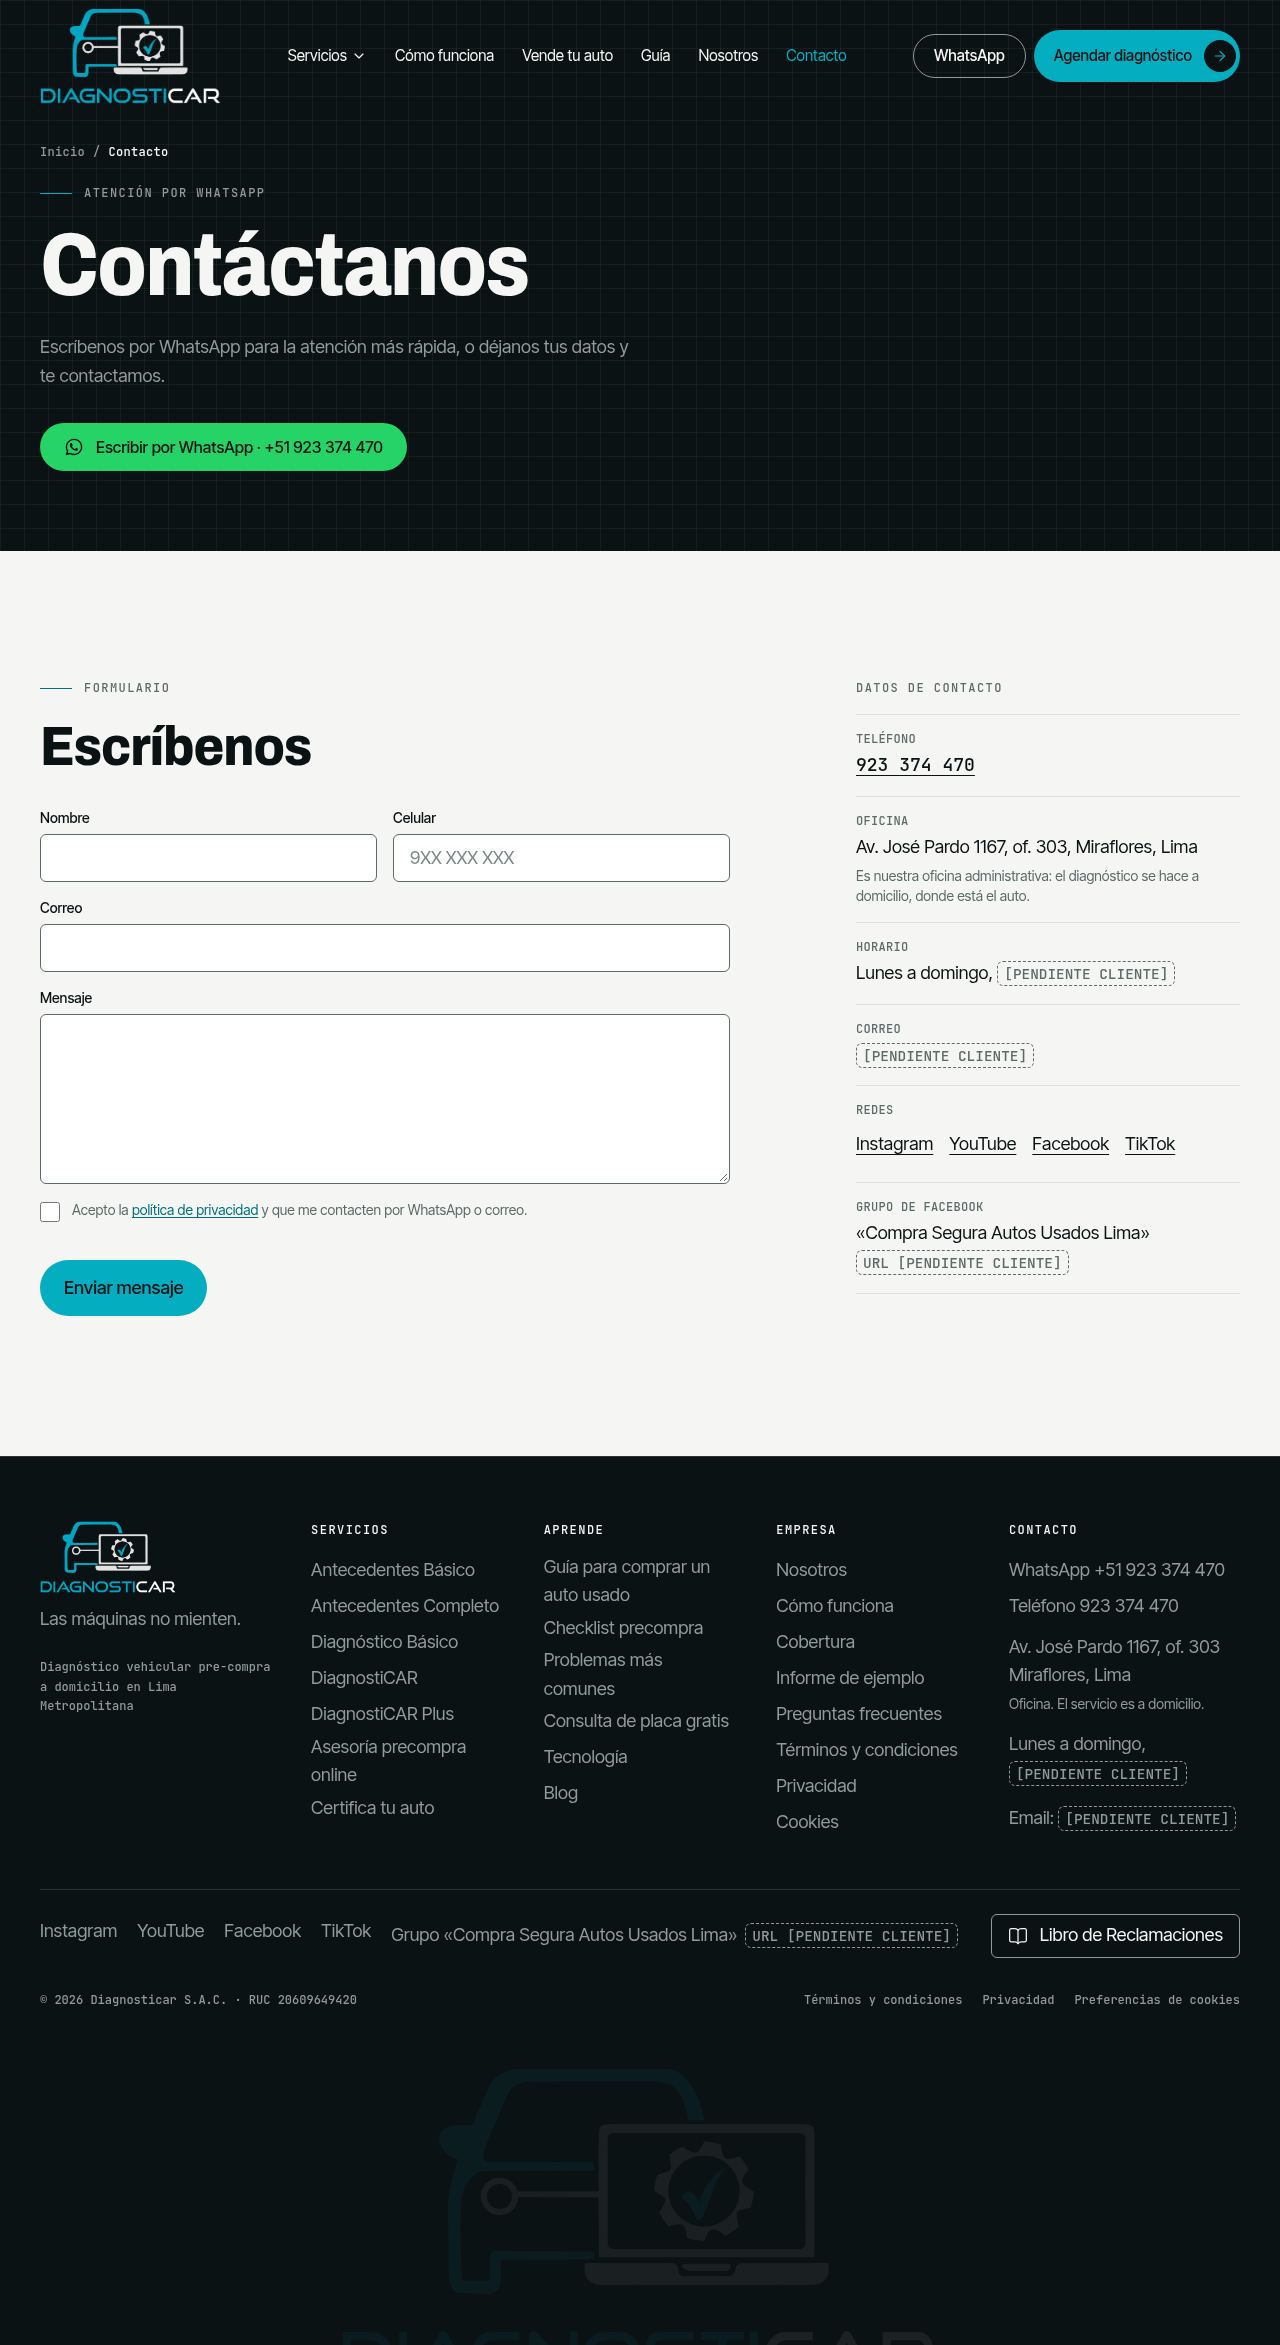 DIAGNOSTICAR
Servicios
Cómo funciona
Vende tu auto
Guía
Nosotros
Contacto
WhatsApp
Agendar diagnóstico
Inicio / Contacto
ATENCIÓN POR WHATSAPP
Contáctanos
Escríbenos por WhatsApp para la atención más rápida, o déjanos tus datos y
te contactamos.
Escribir por WhatsApp · +51 923 374 470
FORMULARIO
Escríbenos
Nombre
Celular
9XX XXX XXX
Correo
Mensaje
Acepto la política de privacidad y que me contacten por WhatsApp o correo.
Enviar mensaje
DATOS DE CONTACTO
TELÉFONO
923 374 470
OFICINA
Av. José Pardo 1167, of. 303, Miraflores, Lima
Es nuestra oficina administrativa: el diagnóstico se hace a
domicilio, donde está el auto.
HORARIO
Lunes a domingo, [PENDIENTE CLIENTE]
CORREO
[PENDIENTE CLIENTE]
REDES
Instagram YouTube Facebook TikTok
GRUPO DE FACEBOOK
«Compra Segura Autos Usados Lima»
URL [PENDIENTE CLIENTE]
DIAGNOSTICAR
Las máquinas no mienten.
Diagnóstico vehicular pre-compra
a domicilio en Lima
Metropolitana
SERVICIOS
Antecedentes Básico
Antecedentes Completo
Diagnóstico Básico
DiagnostiCAR
DiagnostiCAR Plus
Asesoría precompra
online
Certifica tu auto
APRENDE
Guía para comprar un
auto usado
Checklist precompra
Problemas más
comunes
Consulta de placa gratis
Tecnología
Blog
EMPRESA
Nosotros
Cómo funciona
Cobertura
Informe de ejemplo
Preguntas frecuentes
Términos y condiciones
Privacidad
Cookies
CONTACTO
WhatsApp +51 923 374 470
Teléfono 923 374 470
Av. José Pardo 1167, of. 303
Miraflores, Lima
Oficina. El servicio es a domicilio.
Lunes a domingo,
[PENDIENTE CLIENTE]
Email: [PENDIENTE CLIENTE]
Instagram YouTube Facebook TikTok Grupo «Compra Segura Autos Usados Lima» URL [PENDIENTE CLIENTE]
Libro de Reclamaciones
© 2026 Diagnosticar S.A.C. · RUC 20609649420
Términos y condiciones Privacidad Preferencias de cookies
DIAGNOSTICAR